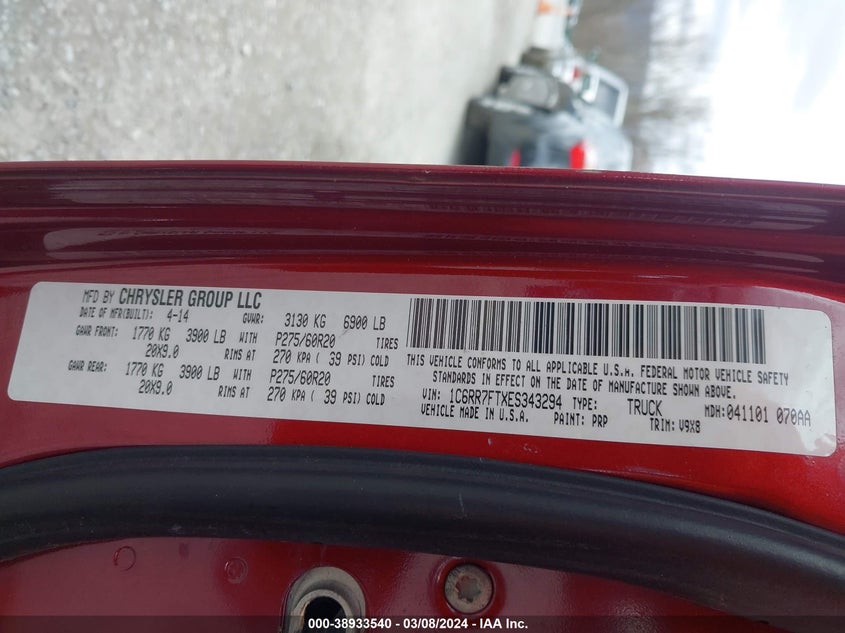 MFD BY CHRYSLER GROUP LLC
DATE OF MFR(BUILT): 4-14 GVWR: 3130 KG 6900 LB
GAWR FRONT: 1770 KG 3900 LB WITH P275/60R20 TIRES
20X9.0 RIMS AT 270 KPA ( 39 PSI) COLD
GAWR REAR: 1770 KG 3900 LB WITH P275/60R20 TIRES
20X9.0 RIMS AT 270 KPA ( 39 PSI) COLD
THIS VEHICLE CONFORMS TO ALL APPLICABLE U.S.A. FEDERAL MOTOR VEHICLE SAFETY
STANDARDS IN EFFECT ON THE DATE OF MANUFACTURE SHOWN ABOVE.
VIN: 1C6RR7FTXES343294 TYPE: TRUCK MDH:041101 070AA
VEHICLE MADE IN U.S.A. PAINT: PRP TRIM: V9X8
000-38933540 - 03/08/2024 - IAA Inc.